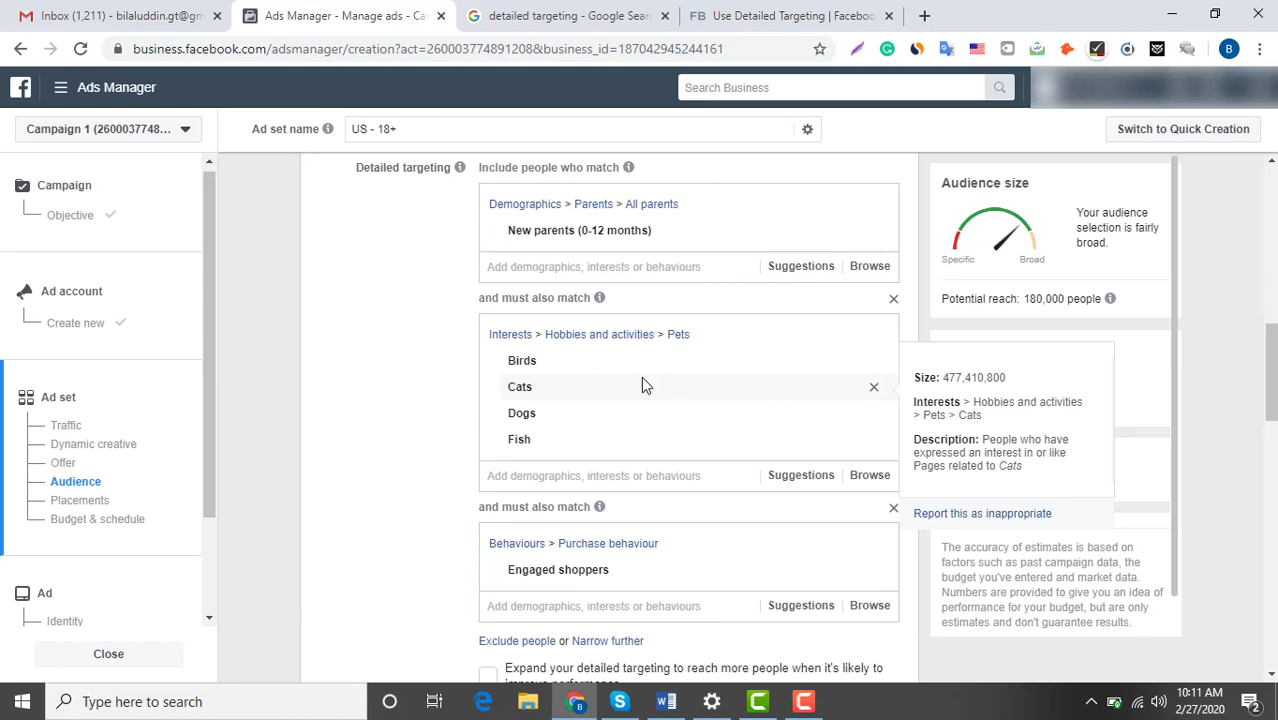 Inbox (1,211) - bilaluddin.gt@gm
Ads Manager - Manage ads - Ca
detailed targeting - Google Sear
FB Use Detailed Targeting | Facebook
business.facebook.com/adsmanager/creation?act=260003774891208&business_id=187042945244161
B
Ads Manager
Search Business
Campaign 1 (2600037748...
Ad set name
US - 18+
Switch to Quick Creation
Campaign
Objective
Ad account
Create new
Ad set
Traffic
Dynamic creative
Offer
Audience
Placements
Budget & schedule
Ad
Identity
Close
Detailed targeting
Include people who match
Demographics > Parents > All parents
New parents (0-12 months)
Add demographics, interests or behaviours
Suggestions
Browse
and must also match
Interests > Hobbies and activities > Pets
Birds
Cats
Dogs
Fish
Add demographics, interests or behaviours
Suggestions
Browse
and must also match
Behaviours > Purchase behaviour
Engaged shoppers
Add demographics, interests or behaviours
Suggestions
Browse
Exclude people or Narrow further
Expand your detailed targeting to reach more people when it's likely to
Audience size
Your audience
selection is fairly
broad.
Specific
Broad
Potential reach: 180,000 people
Size: 477,410,800
Interests > Hobbies and activities
> Pets > Cats
Description: People who have
expressed an interest in or like
Pages related to Cats
Report this as inappropriate
The accuracy of estimates is based on
factors such as past campaign data, the
budget you've entered and market data.
Numbers are provided to give you an idea of
performance for your budget, but are only
estimates and don't guarantee results.
Type here to search
10:11 AM
2/27/2020
2